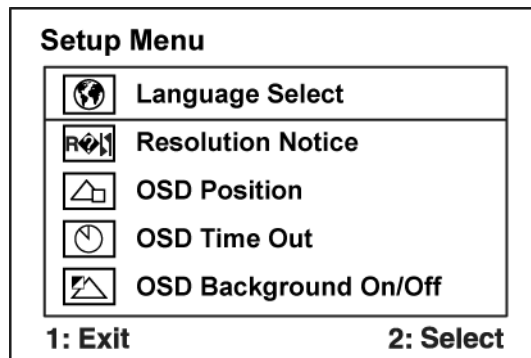 Setup Menu
Language Select
Resolution Notice
OSD Position
OSD Time Out
OSD Background On/Off
1: Exit 2: Select